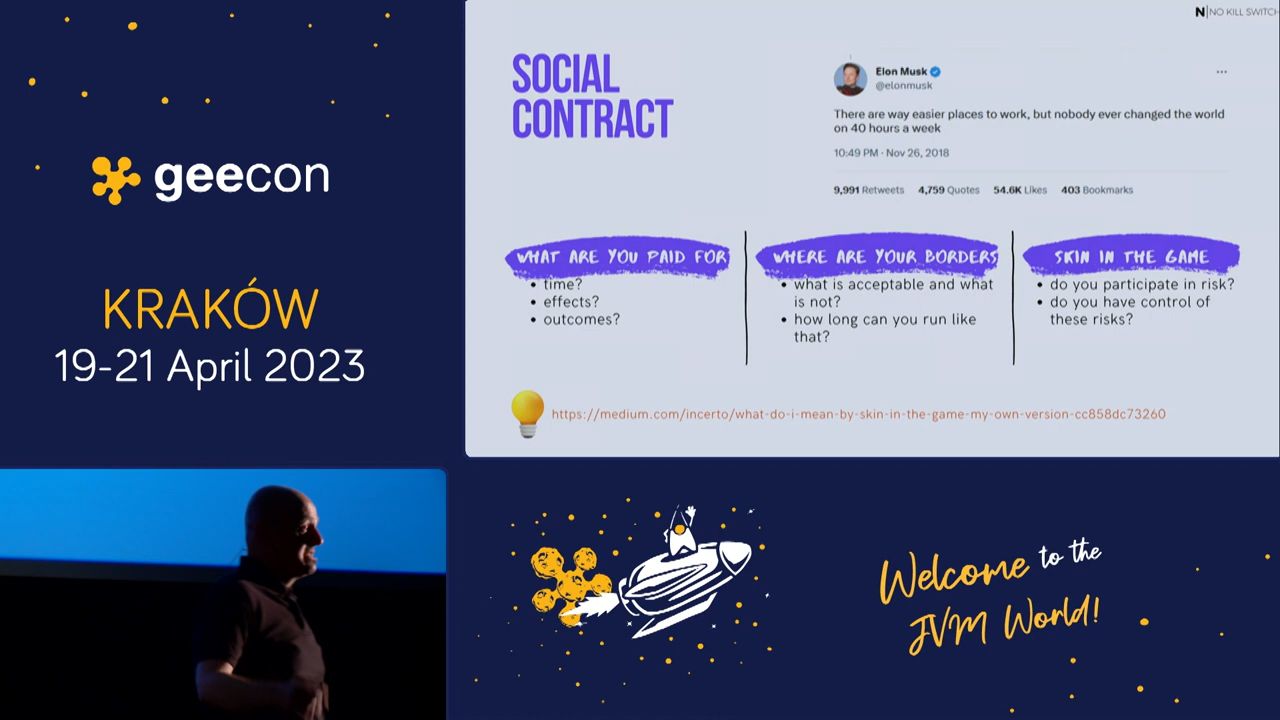 geecon
KRAKÓW
19-21 April 2023
N|NO KILL SWITCH
SOCIAL
CONTRACT
Elon Musk
@elonmusk
There are way easier places to work, but nobody ever changed the world
on 40 hours a week
10:49 PM · Nov 26, 2018
9,991 Retweets 4,759 Quotes 54.6K Likes 403 Bookmarks
WHAT ARE YOU PAID FOR
• time?
• effects?
• outcomes?
WHERE ARE YOUR BORDERS
• what is acceptable and what
is not?
• how long can you run like
that?
SKIN IN THE GAME
• do you participate in risk?
• do you have control of
these risks?
https://medium.com/incerto/what-do-i-mean-by-skin-in-the-game-my-own-version-cc858dc73260
Welcome to the
JVM World!